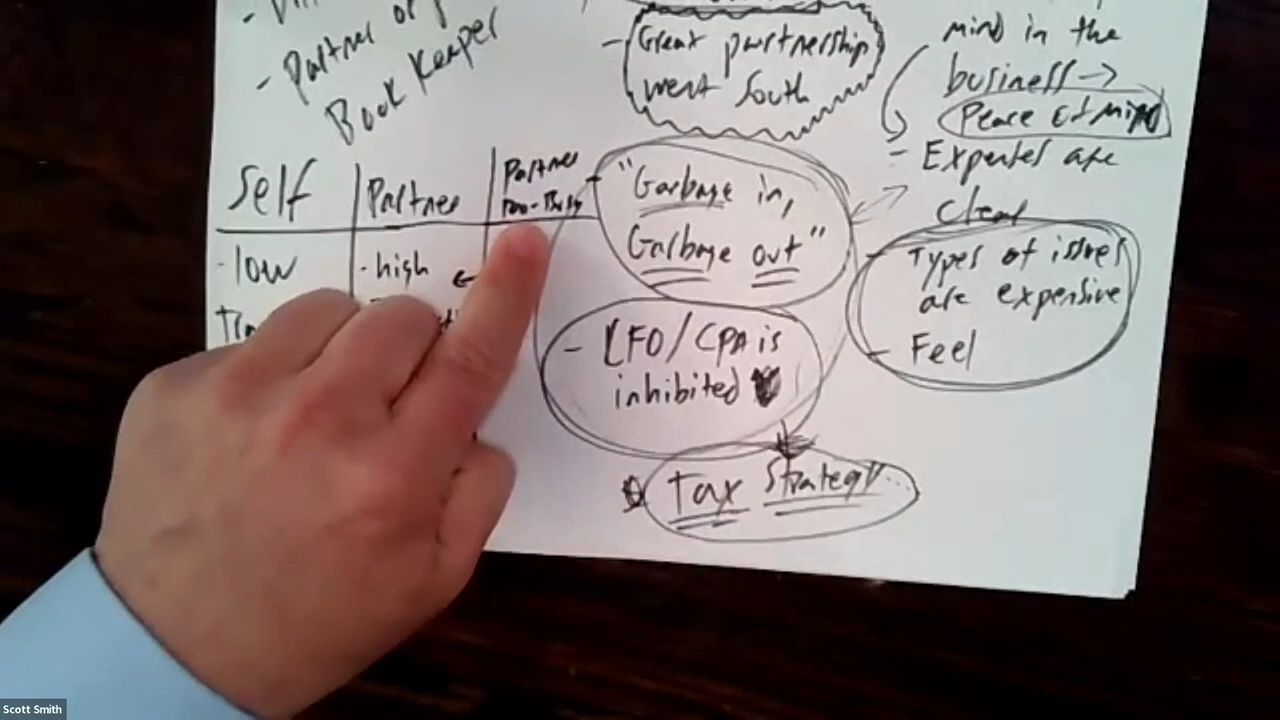 - Partner or
Book Keeper
- Great partnership
went South
mind in the
business →
Peace of mind
- Expenses are
clear
- Types of issues
are expensive
- Feel
Self
Partner
Partner
- "Garbage in,
Garbage out"
- low
- high
- CFO/CPA is
inhibited
Tax Strategy
Scott Smith